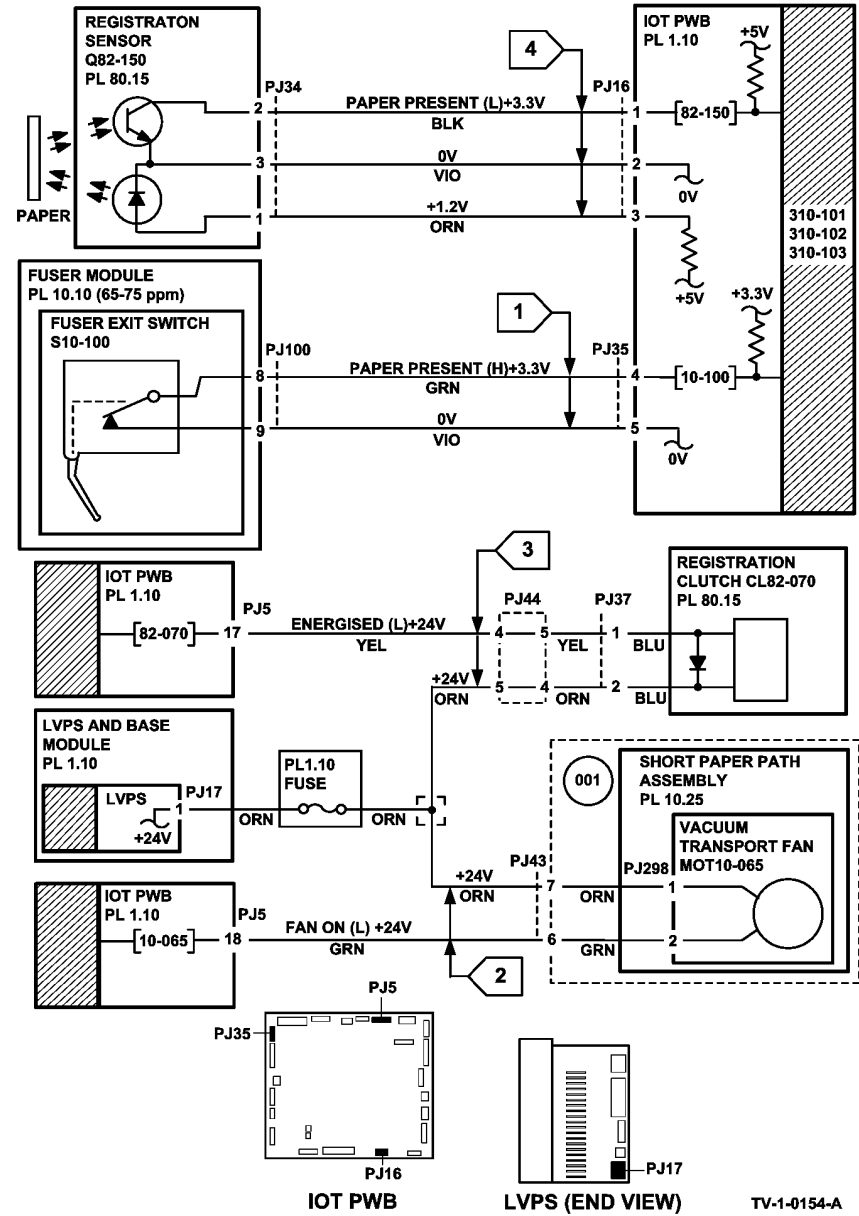 REGISTRATON
SENSOR
Q82-150
PL 80.15
PAPER
2
3
1
PJ34
PAPER PRESENT (L)+3.3V
BLK
0V
VIO
+1.2V
ORN
4
PJ16
1
2
3
IOT PWB
PL 1.10
+5V
[82-150]
0V
+5V
310-101
310-102
310-103
FUSER MODULE
PL 10.10 (65-75 ppm)
FUSER EXIT SWITCH
S10-100
PJ100
8
9
PAPER PRESENT (H)+3.3V
GRN
0V
VIO
1
PJ35
4
5
+3.3V
[10-100]
0V
IOT PWB
PL 1.10
[82-070]
17
PJ5
ENERGISED (L)+24V
YEL
3
+24V
ORN
PJ44
4
5
5
4
YEL
ORN
PJ37
1
2
BLU
BLU
REGISTRATION
CLUTCH CL82-070
PL 80.15
LVPS AND BASE
MODULE
PL 1.10
LVPS
1
+24V
PJ17
ORN
PL1.10
FUSE
ORN
001
SHORT PAPER PATH
ASSEMBLY
PL 10.25
VACUUM
TRANSPORT FAN
MOT10-065
PJ298
1
2
+24V
ORN
PJ43
7
6
ORN
GRN
IOT PWB
PL 1.10
[10-065]
18
PJ5
FAN ON (L) +24V
GRN
2
PJ5
PJ35
PJ16
IOT PWB
PJ17
LVPS (END VIEW)
TV-1-0154-A